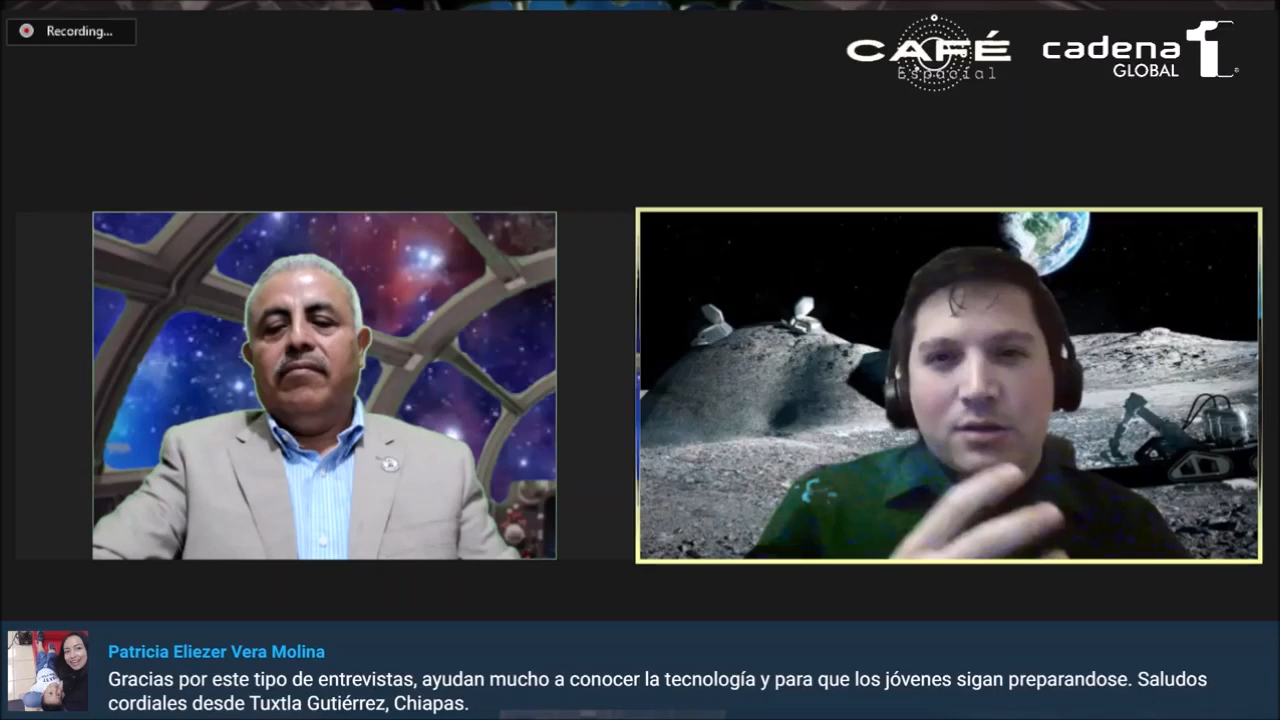 Recording...
CAFÉ
Espacial
cadena 1
GLOBAL
Patricia Eliezer Vera Molina
Gracias por este tipo de entrevistas, ayudan mucho a conocer la tecnología y para que los jóvenes sigan preparandose. Saludos
cordiales desde Tuxtla Gutiérrez, Chiapas.